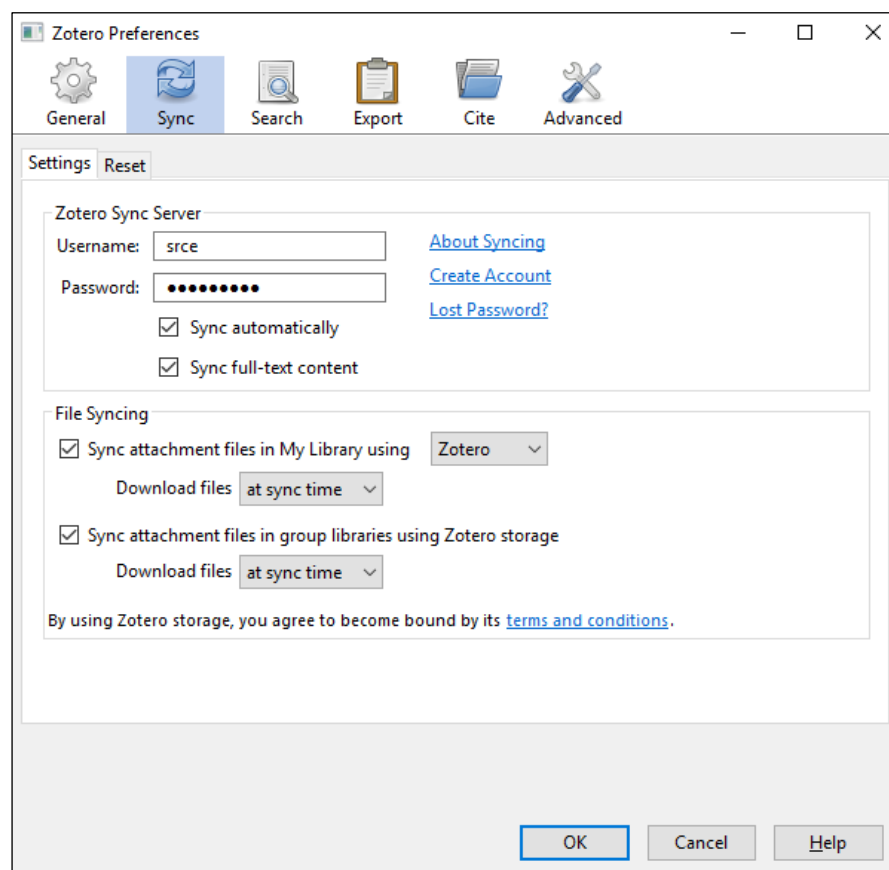 Zotero Preferences
General Sync Search Export Cite Advanced
Settings Reset
Zotero Sync Server
Username: srce About Syncing
Create Account
Password: ●●●●●●●●●
Lost Password?
Sync automatically
Sync full-text content
File Syncing
Sync attachment files in My Library using Zotero
Download files at sync time
Sync attachment files in group libraries using Zotero storage
Download files at sync time
By using Zotero storage, you agree to become bound by its terms and conditions.
OK Cancel Help